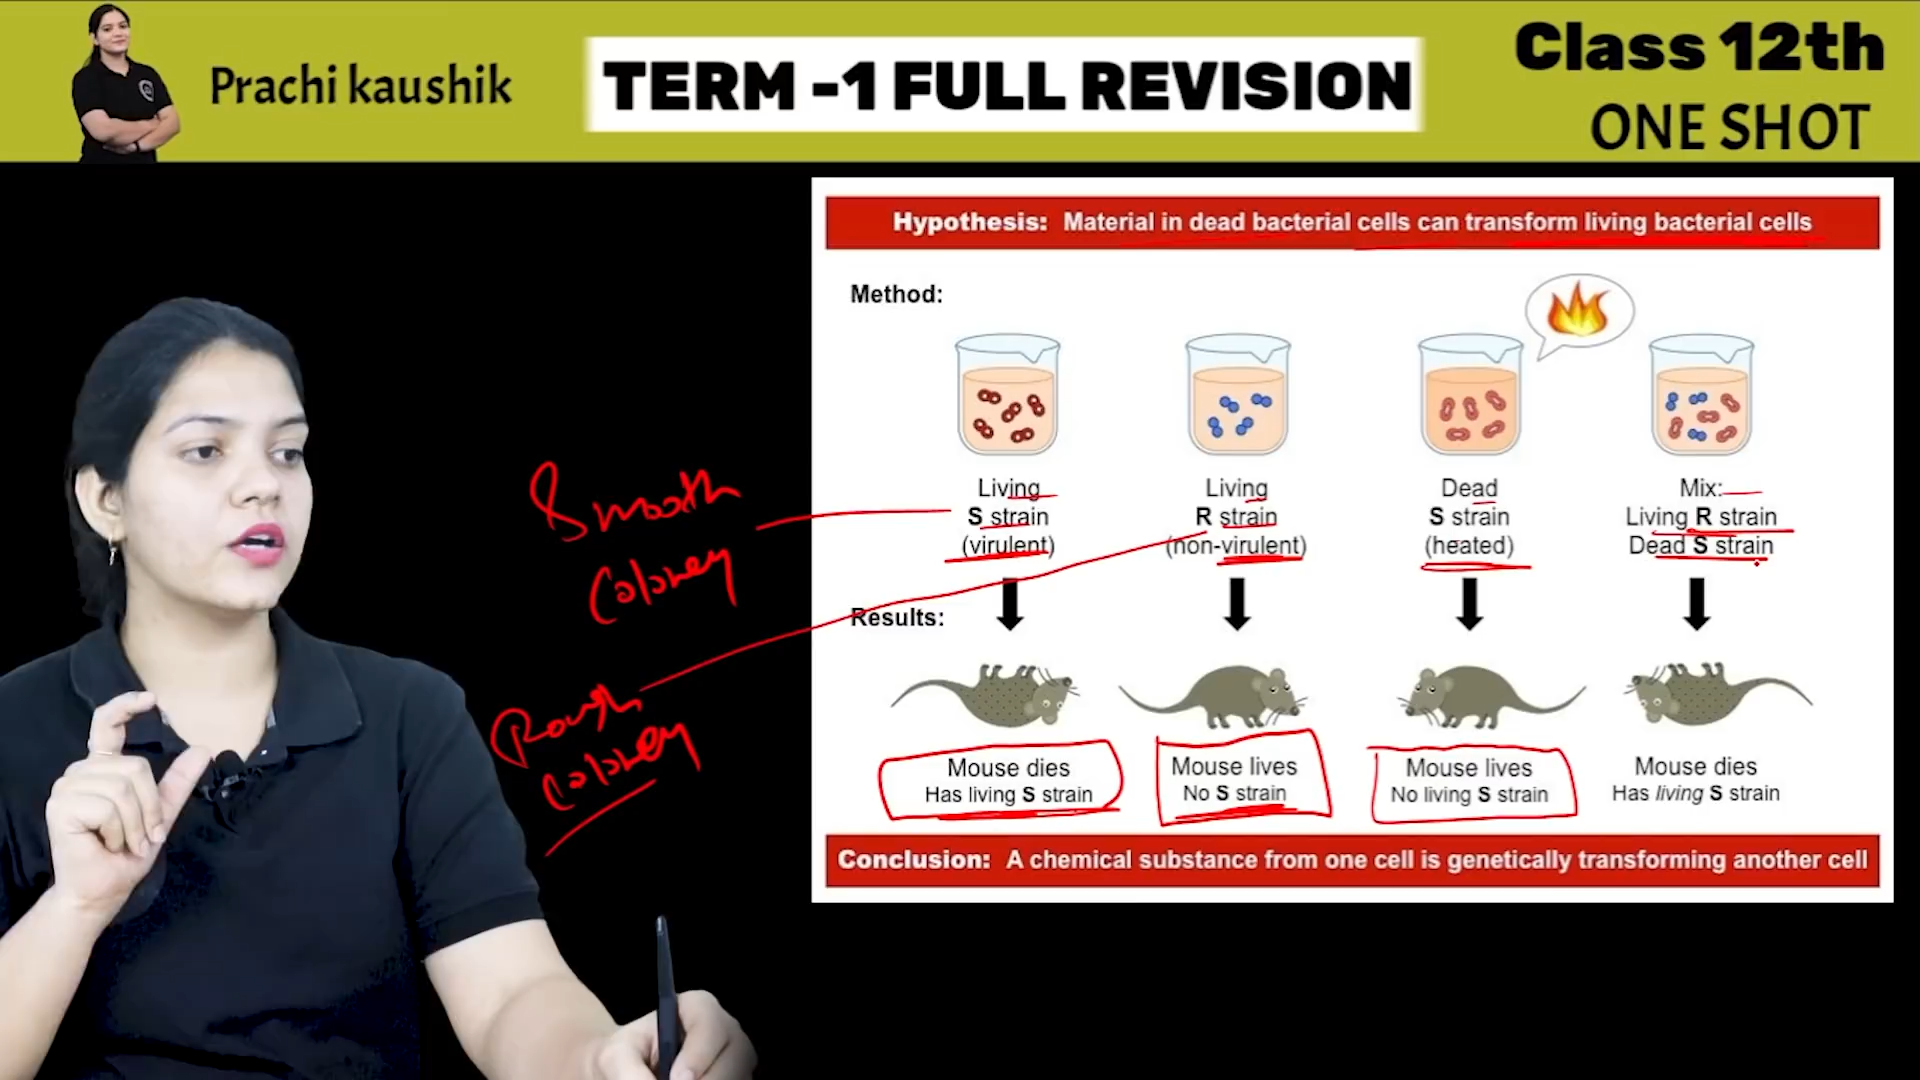 Prachi kaushik
TERM -1 FULL REVISION
Class 12th
ONE SHOT
Hypothesis: Material in dead bacterial cells can transform living bacterial cells
Method:
Living
S strain
(virulent)
Living
R strain
(non-virulent)
Dead
S strain
(heated)
Mix:
Living R strain
Dead S strain
Smooth
Coloney
Rough
Coloney
Results:
Mouse dies
Has living S strain
Mouse lives
No S strain
Mouse lives
No living S strain
Mouse dies
Has living S strain
Conclusion: A chemical substance from one cell is genetically transforming another cell